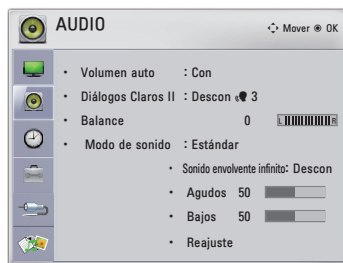 AUDIO
Mover OK
• Volumen auto : Con
• Diálogos Claros II : Descon 3
• Balance 0 L R
• Modo de sonido : Estándar
• Sonido envolvente infinito: Descon
• Agudos 50
• Bajos 50
• Reajuste